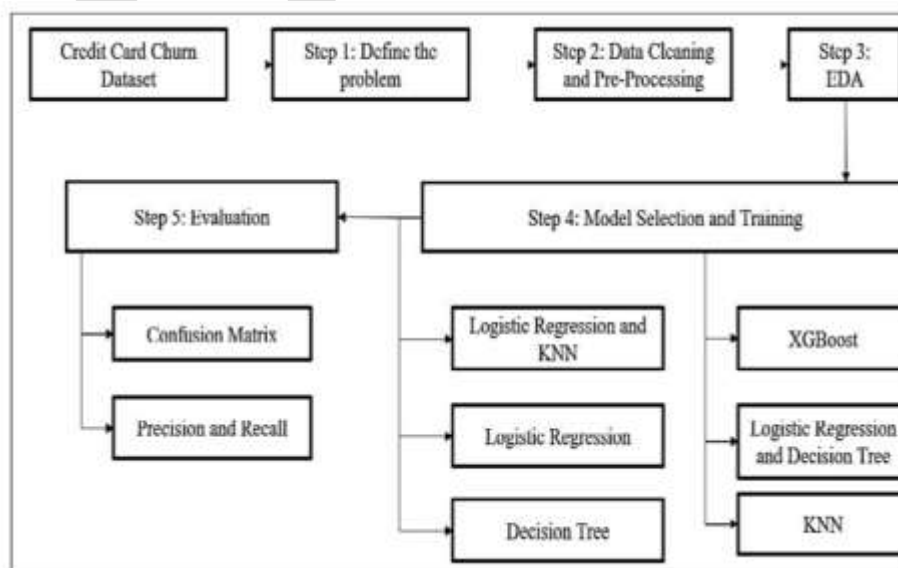 Credit Card Churn
Dataset
Step 1: Define the
problem
Step 2: Data Cleaning
and Pre-Processing
Step 3:
EDA
Step 5: Evaluation
Step 4: Model Selection and Training
Confusion Matrix
Precision and Recall
Logistic Regression and
KNN
Logistic Regression
Decision Tree
XGBoost
Logistic Regression
and Decision Tree
KNN